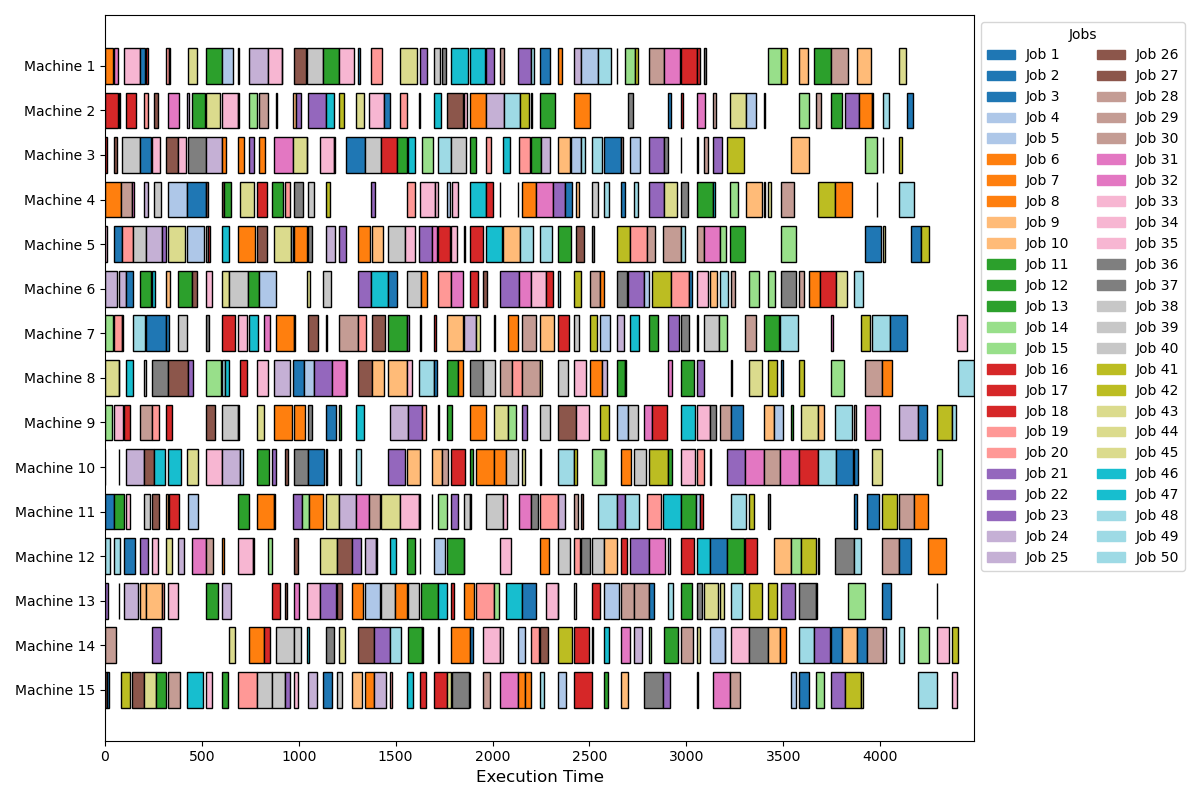 Machine 1
Machine 2
Machine 3
Machine 4
Machine 5
Machine 6
Machine 7
Machine 8
Machine 9
Machine 10
Machine 11
Machine 12
Machine 13
Machine 14
Machine 15
0 500 1000 1500 2000 2500 3000 3500 4000
Execution Time
Jobs
Job 1
Job 2
Job 3
Job 4
Job 5
Job 6
Job 7
Job 8
Job 9
Job 10
Job 11
Job 12
Job 13
Job 14
Job 15
Job 16
Job 17
Job 18
Job 19
Job 20
Job 21
Job 22
Job 23
Job 24
Job 25
Job 26
Job 27
Job 28
Job 29
Job 30
Job 31
Job 32
Job 33
Job 34
Job 35
Job 36
Job 37
Job 38
Job 39
Job 40
Job 41
Job 42
Job 43
Job 44
Job 45
Job 46
Job 47
Job 48
Job 49
Job 50